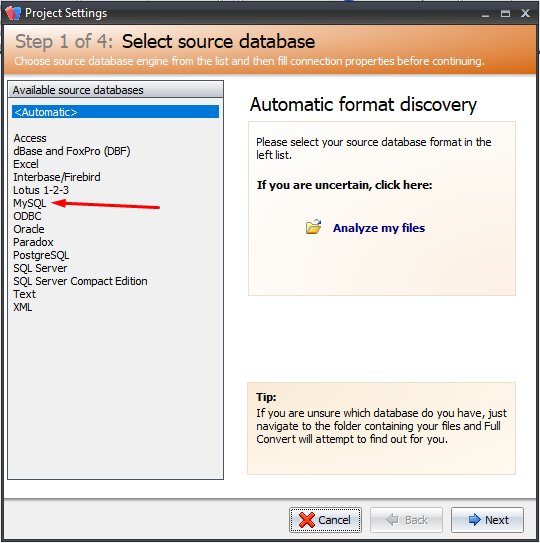 Project Settings
Step 1 of 4: Select source database
Choose source database engine from the list and then fill connection properties before continuing.
Available source databases
<Automatic>
Access
dBase and FoxPro (DBF)
Excel
Interbase/Firebird
Lotus 1-2-3
MySQL
ODBC
Oracle
Paradox
PostgreSQL
SQL Server
SQL Server Compact Edition
Text
XML
Automatic format discovery
Please select your source database format in the
left list.
If you are uncertain, click here:
Analyze my files
Tip:
If you are unsure which database do you have, just
navigate to the folder containing your files and Full
Convert will attempt to find out for you.
Cancel
Back
Next